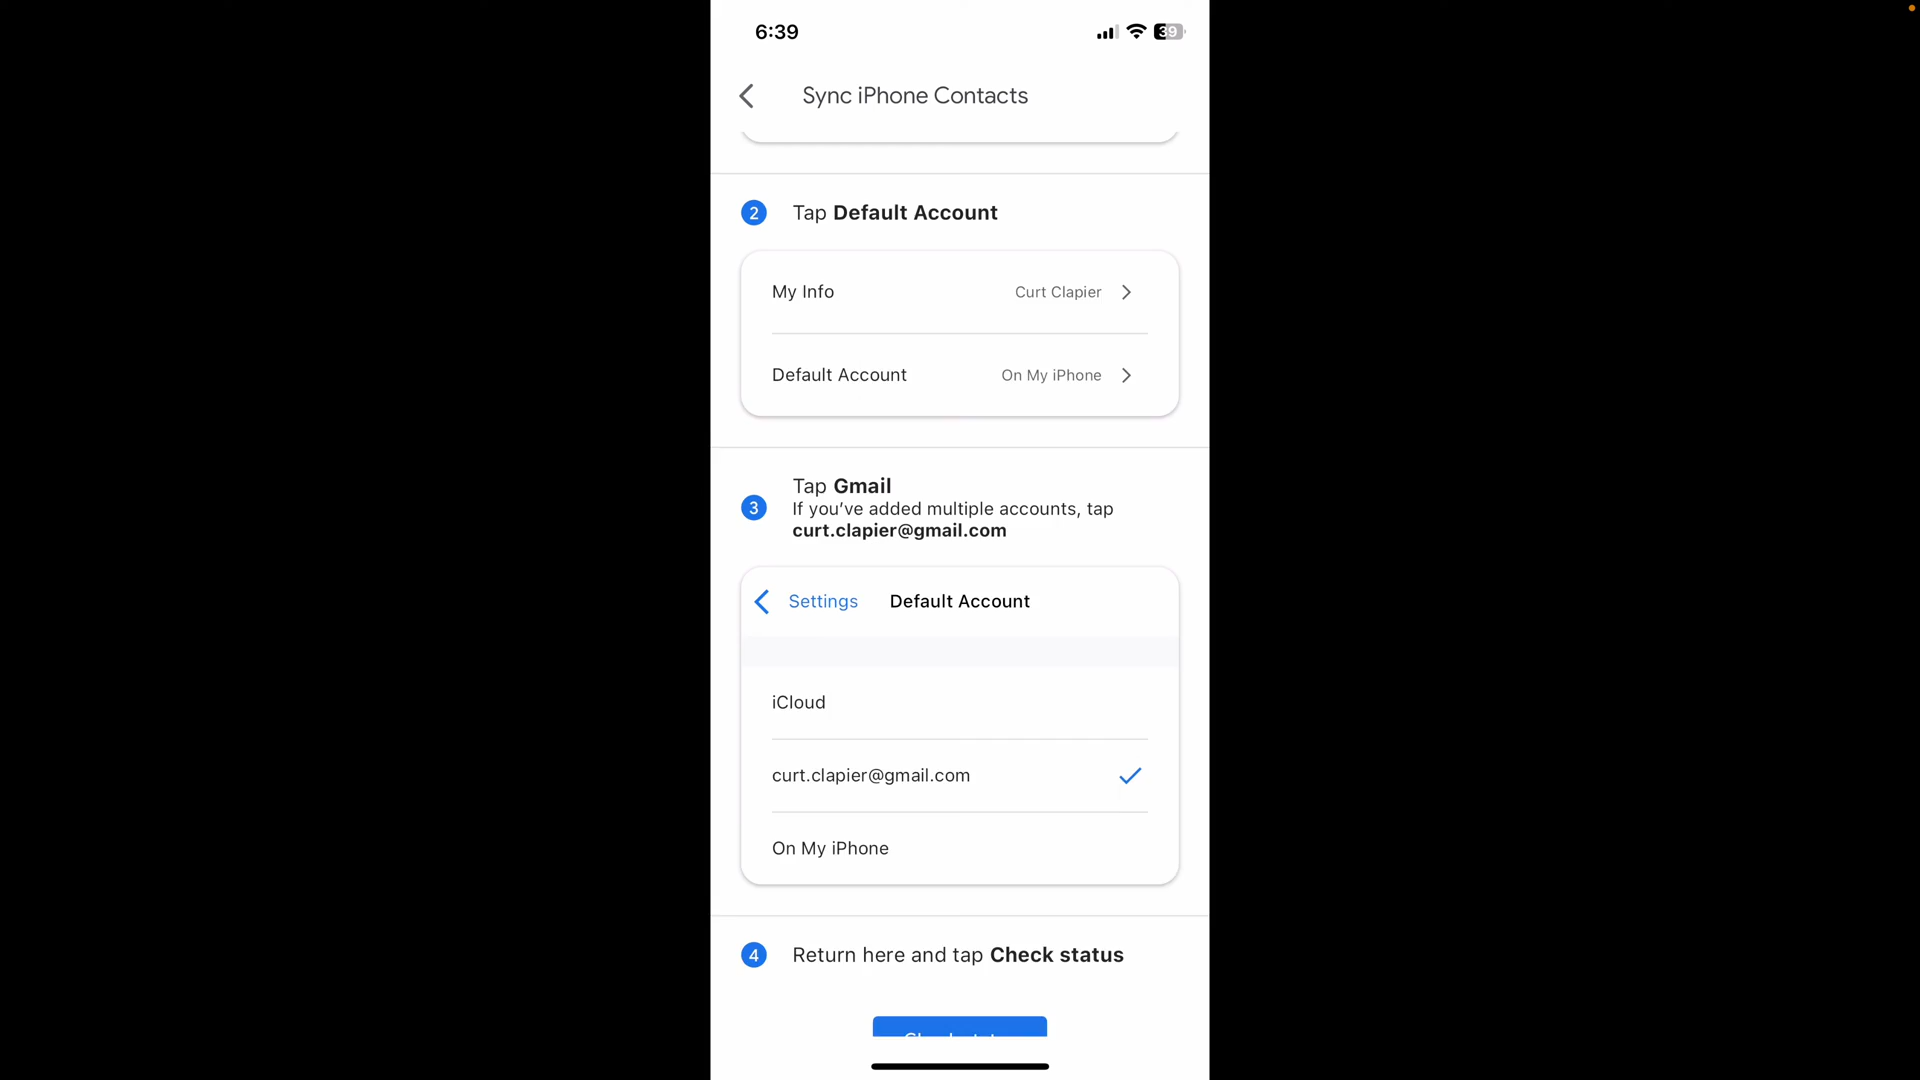 6:39
39
Sync iPhone Contacts
2 Tap Default Account
My Info Curt Clapier
Default Account On My iPhone
3 Tap Gmail
If you’ve added multiple accounts, tap
curt.clapier@gmail.com
Settings Default Account
iCloud
curt.clapier@gmail.com
On My iPhone
4 Return here and tap Check status